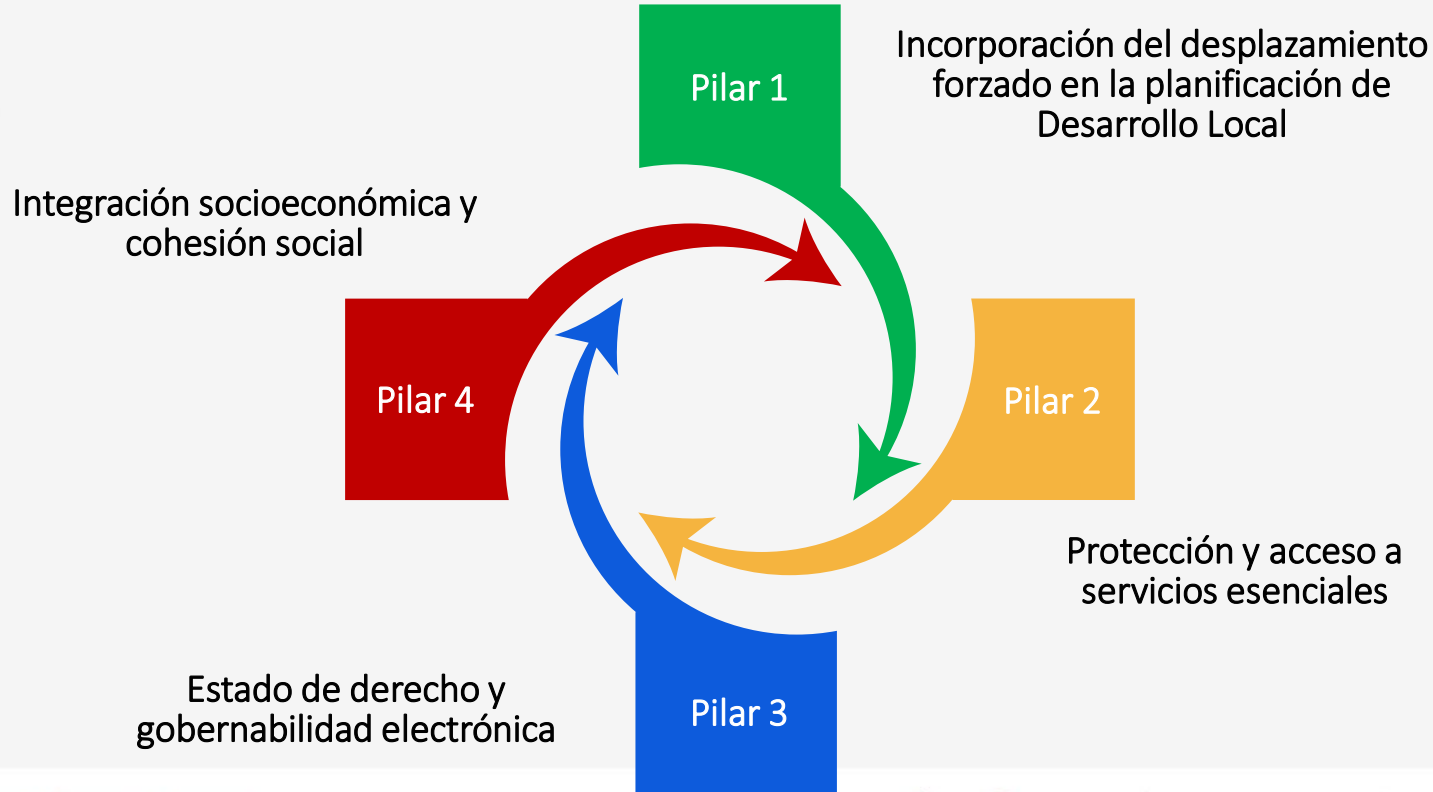 Pilar 1
Incorporación del desplazamiento
forzado en la planificación de
Desarrollo Local
Integración socioeconómica y
cohesión social
Pilar 4
Pilar 2
Protección y acceso a
servicios esenciales
Estado de derecho y
gobernabilidad electrónica
Pilar 3